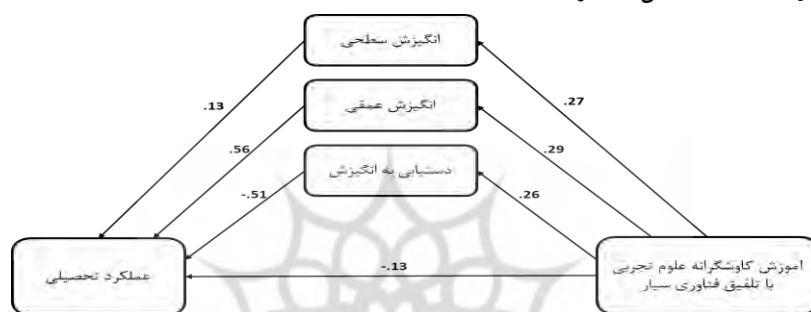 انگیزش سطحی
.13
.27
انگیزش عمقی
.56
.29
دستیابی به انگیزش
-.51
.26
عملکرد تحصیلی
-.13
آموزش کاوشگرانه علوم تجربی
با تلفیق فناوری سیار